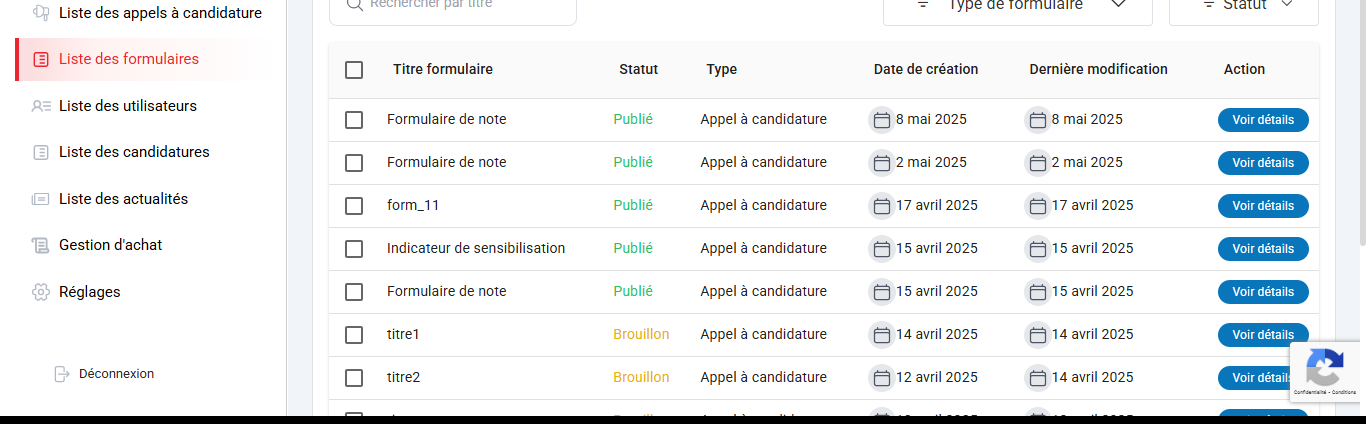 Liste des appels à candidature
Liste des formulaires
Liste des utilisateurs
Liste des candidatures
Liste des actualités
Gestion d'achat
Réglages
Déconnexion
Rechercher par titre
Type de formulaire
Statut
Titre formulaire Statut Type Date de création Dernière modification Action
Formulaire de note Publié Appel à candidature 8 mai 2025 8 mai 2025 Voir détails
Formulaire de note Publié Appel à candidature 2 mai 2025 2 mai 2025 Voir détails
form_11 Publié Appel à candidature 17 avril 2025 17 avril 2025 Voir détails
Indicateur de sensibilisation Publié Appel à candidature 15 avril 2025 15 avril 2025 Voir détails
Formulaire de note Publié Appel à candidature 15 avril 2025 15 avril 2025 Voir détails
titre1 Brouillon Appel à candidature 14 avril 2025 14 avril 2025 Voir détails
titre2 Brouillon Appel à candidature 12 avril 2025 14 avril 2025 Voir détails
Confidentialité - Conditions